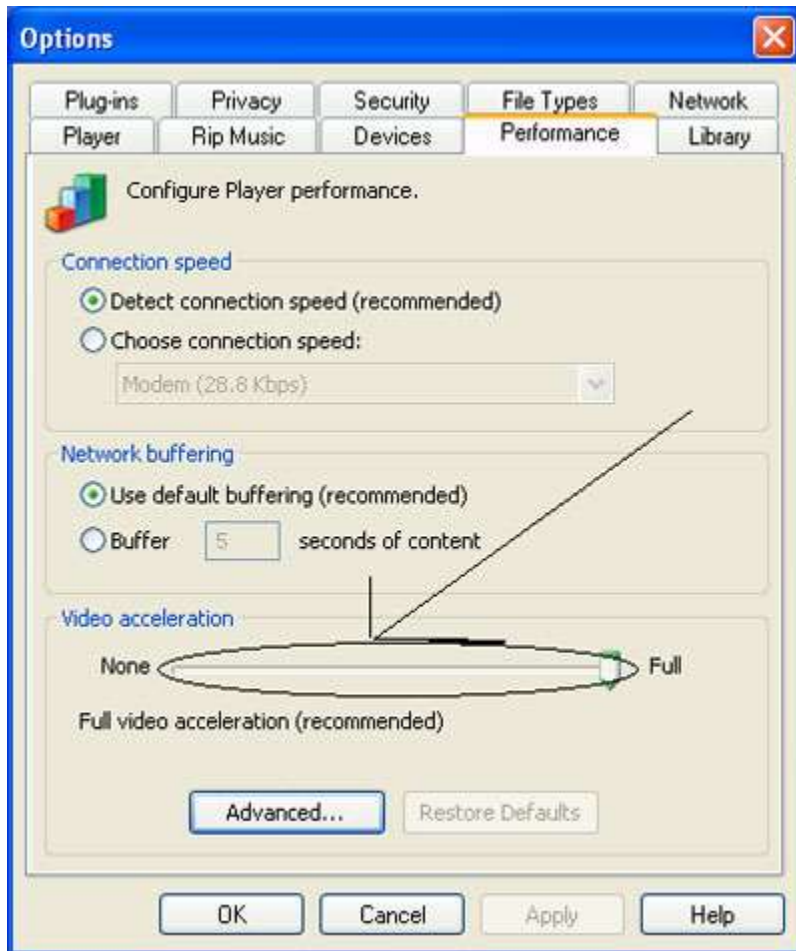 Options
Plug-ins Privacy Security File Types Network
Player Rip Music Devices Performance Library
Configure Player performance.
Connection speed
Detect connection speed (recommended)
Choose connection speed:
Modem (28.8 Kbps)
Network buffering
Use default buffering (recommended)
Buffer 5 seconds of content
Video acceleration
None Full
Full video acceleration (recommended)
Advanced... Restore Defaults
OK Cancel Apply Help